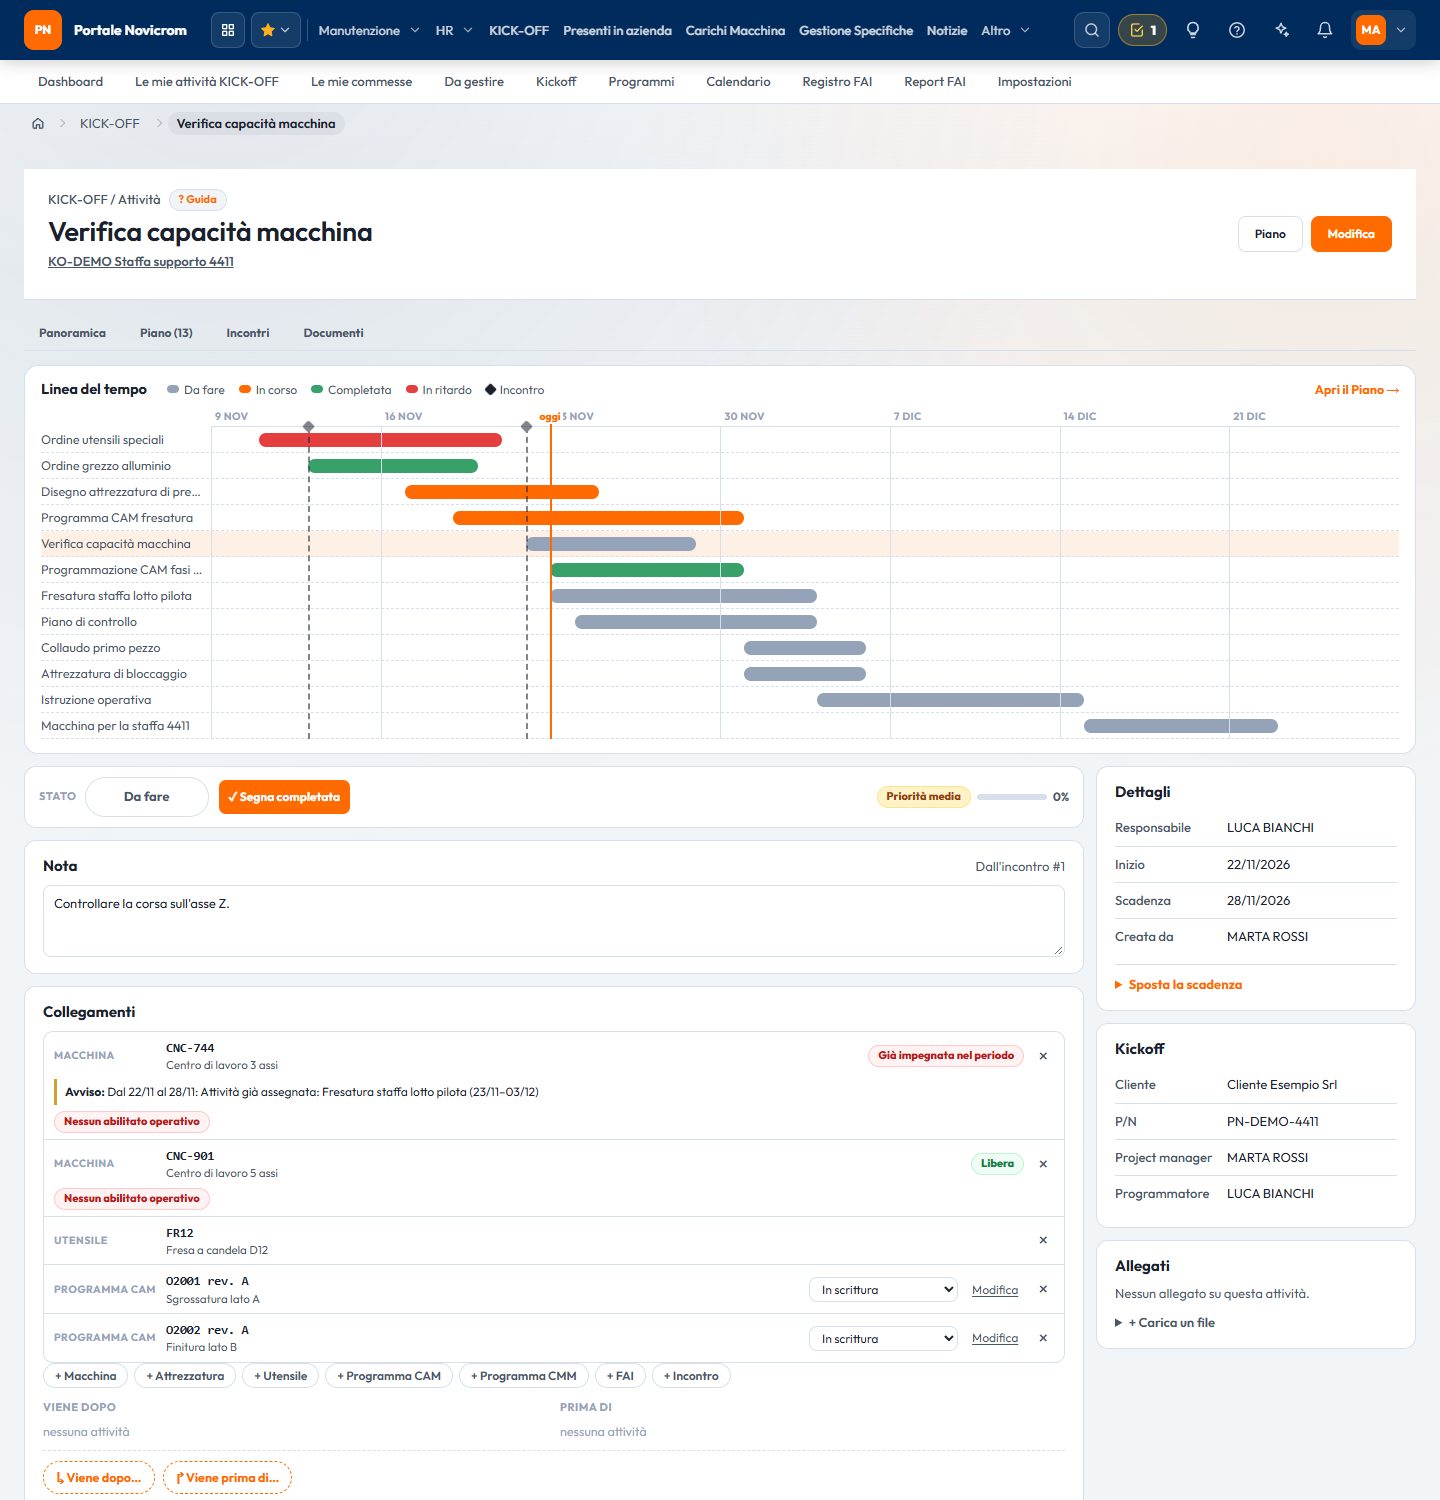 PN Portale Novicrom Manutenzione HR KICK-OFF Presenti in azienda Carichi Macchina Gestione Specifiche Notizie Altro 1 MA
Dashboard Le mie attività KICK-OFF Le mie commesse Da gestire Kickoff Programmi Calendario Registro FAI Report FAI Impostazioni
KICK-OFF Verifica capacità macchina
KICK-OFF / Attività ? Guida
Verifica capacità macchina
KO-DEMO Staffa supporto 4411
Piano Modifica
Panoramica Piano (13) Incontri Documenti
Linea del tempo Da fare In corso Completata In ritardo Incontro Apri il Piano →
9 NOV 16 NOV oggi 30 NOV 7 DIC 14 DIC 21 DIC
Ordine utensili speciali
Ordine grezzo alluminio
Disegno attrezzatura di pre...
Programma CAM fresatura
Verifica capacità macchina
Programmazione CAM fasi ...
Fresatura staffa lotto pilota
Piano di controllo
Collaudo primo pezzo
Attrezzatura di bloccaggio
Istruzione operativa
Macchina per la staffa 4411
STATO Da fare ✓ Segna completata Priorità media 0%
Nota Dall'incontro #1
Controllare la corsa sull'asse Z.
Collegamenti
MACCHINA CNC-744 Già impegnata nel periodo ×
Centro di lavoro 3 assi
Avviso: Dal 22/11 al 28/11: Attività già assegnata: Fresatura staffa lotto pilota (23/11–03/12)
Nessun abilitato operativo
MACCHINA CNC-901 Libera ×
Centro di lavoro 5 assi
Nessun abilitato operativo
UTENSILE FR12 ×
Fresa a candela D12
PROGRAMMA CAM O2001 rev. A In scrittura Modifica ×
Sgrossatura lato A
PROGRAMMA CAM O2002 rev. A In scrittura Modifica ×
Finitura lato B
+ Macchina + Attrezzatura + Utensile + Programma CAM + Programma CMM + FAI + Incontro
VIENE DOPO PRIMA DI
nessuna attività nessuna attività
Viene dopo... Viene prima di...
Dettagli
Responsabile LUCA BIANCHI
Inizio 22/11/2026
Scadenza 28/11/2026
Creata da MARTA ROSSI
Sposta la scadenza
Kickoff
Cliente Cliente Esempio Srl
P/N PN-DEMO-4411
Project manager MARTA ROSSI
Programmatore LUCA BIANCHI
Allegati
Nessun allegato su questa attività.
+ Carica un file